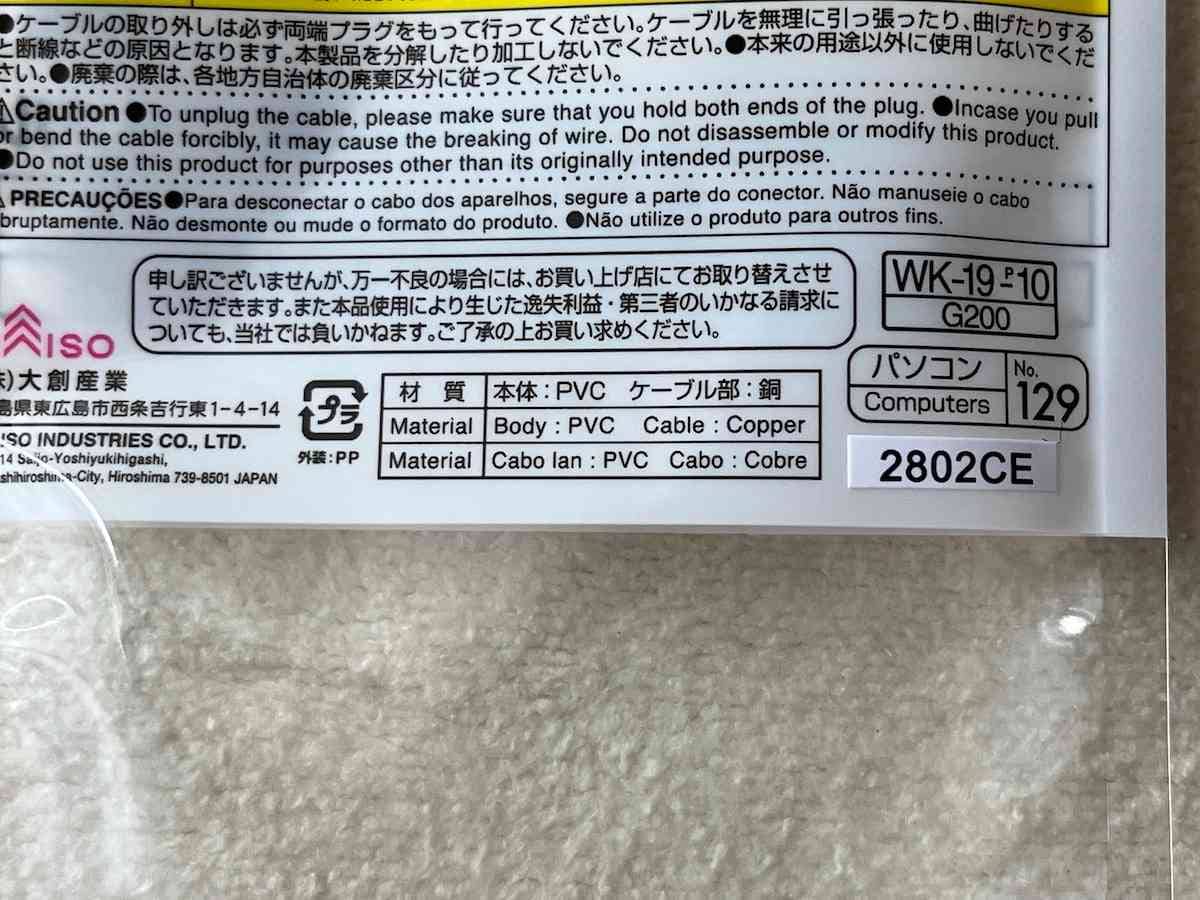 ●ケーブルの取り外しは必ず両端プラグをもって行ってください。ケーブルを無理に引っ張ったり、曲げたりする
と断線などの原因となります。本製品を分解したり加工しないでください。●本来の用途以外に使用しないでくだ
さい。●廃棄の際は、各地方自治体の廃棄区分に従ってください。
⚠Caution ●To unplug the cable, please make sure that you hold both ends of the plug. ●Incase you pull
or bend the cable forcibly, it may cause the breaking of wire. Do not disassemble or modify this product.
●Do not use this product for purposes other than its originally intended purpose.
PRECAUÇÕES●Para desconectar o cabo dos aparelhos, segure a parte do conector. Não manuseie o cabo
bruptamente. Não desmonte ou mude o formato do produto. ●Não utilize o produto para outros fins.
申し訳ございませんが、万一不良の場合には、お買い上げ店にてお取り替えさせ
ていただきます。また本品使用により生じた逸失利益・第三者のいかなる請求に
ついても、当社では負いかねます。ご了承の上お買い求めください。
WK-19-P10
G200
パソコン
Computers
No.
129
2802CE
ISO
株)大創産業
島県東広島市西条吉行東1-4-14
ISO INDUSTRIES CO., LTD.
14 Saijo-Yoshiyukihigashi,
shihiroshima-City, Hiroshima 739-8501 JAPAN
プラ
外装:PP
材 質 本体:PVC ケーブル部:銅
Material Body : PVC Cable : Copper
Material Cabo lan : PVC Cabo : Cobre